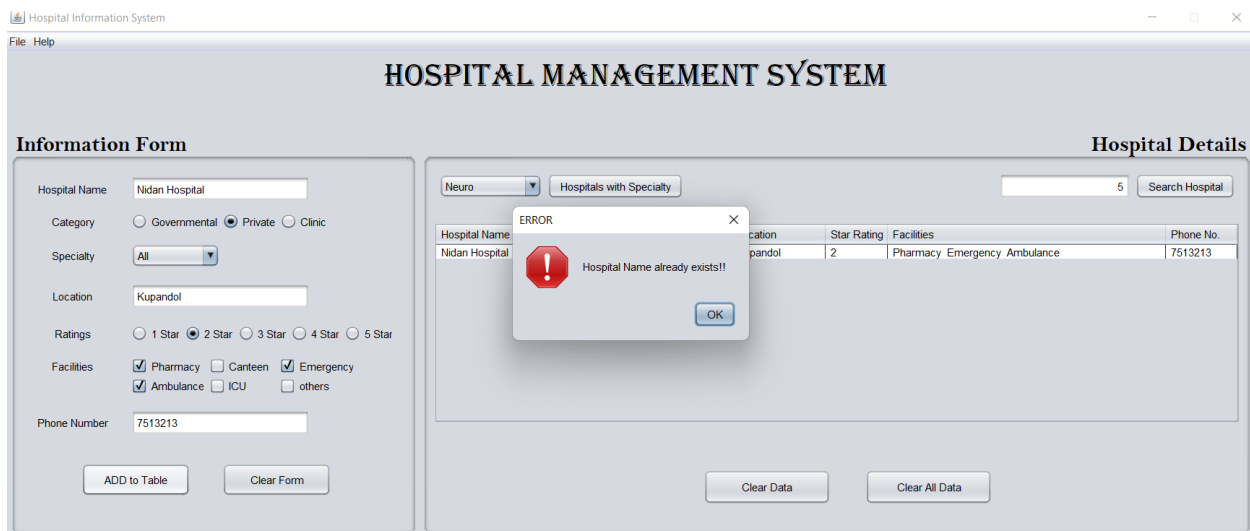 Hospital Information System
File Help
HOSPITAL MANAGEMENT SYSTEM
Information Form
Hospital Name Nidan Hospital
Category Governmental Private Clinic
Specialty All
Location Kupandol
Ratings 1 Star 2 Star 3 Star 4 Star 5 Star
Facilities Pharmacy Canteen Emergency
Ambulance ICU others
Phone Number 7513213
ADD to Table Clear Form
Hospital Details
Neuro Hospitals with Specialty 5 Search Hospital
Hospital Name Star Rating Facilities Phone No.
Nidan Hospital 2 Pharmacy Emergency Ambulance 7513213
ERROR
Hospital Name already exists!!
OK
Clear Data Clear All Data